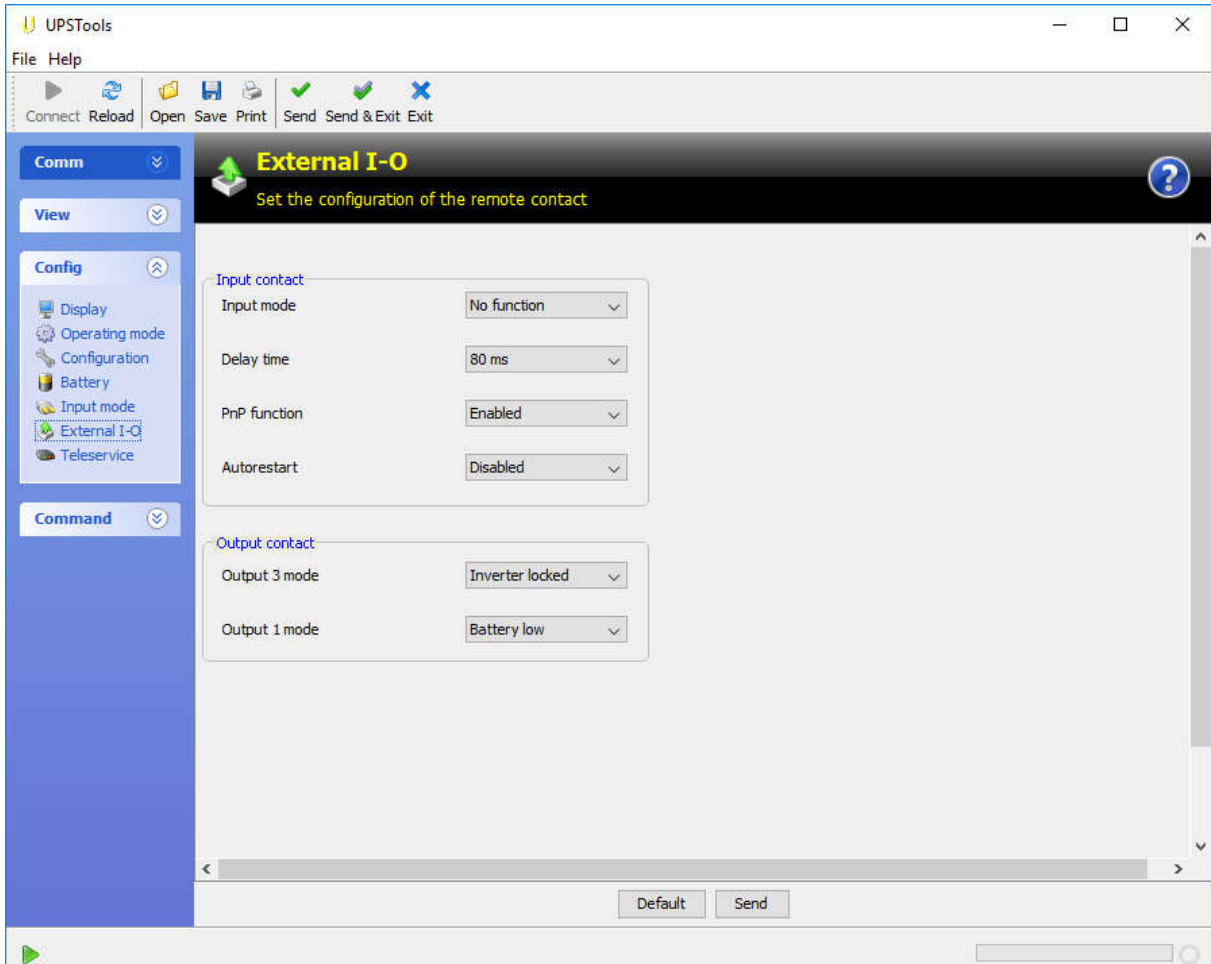 UPSTools
File Help
Connect Reload Open Save Print Send Send & Exit Exit
Comm
View
Config
Display
Operating mode
Configuration
Battery
Input mode
External I-O
Teleservice
Command
External I-O
Set the configuration of the remote contact
?
Input contact
Input mode No function
Delay time 80 ms
PnP function Enabled
Autorestart Disabled
Output contact
Output 3 mode Inverter locked
Output 1 mode Battery low
Default Send